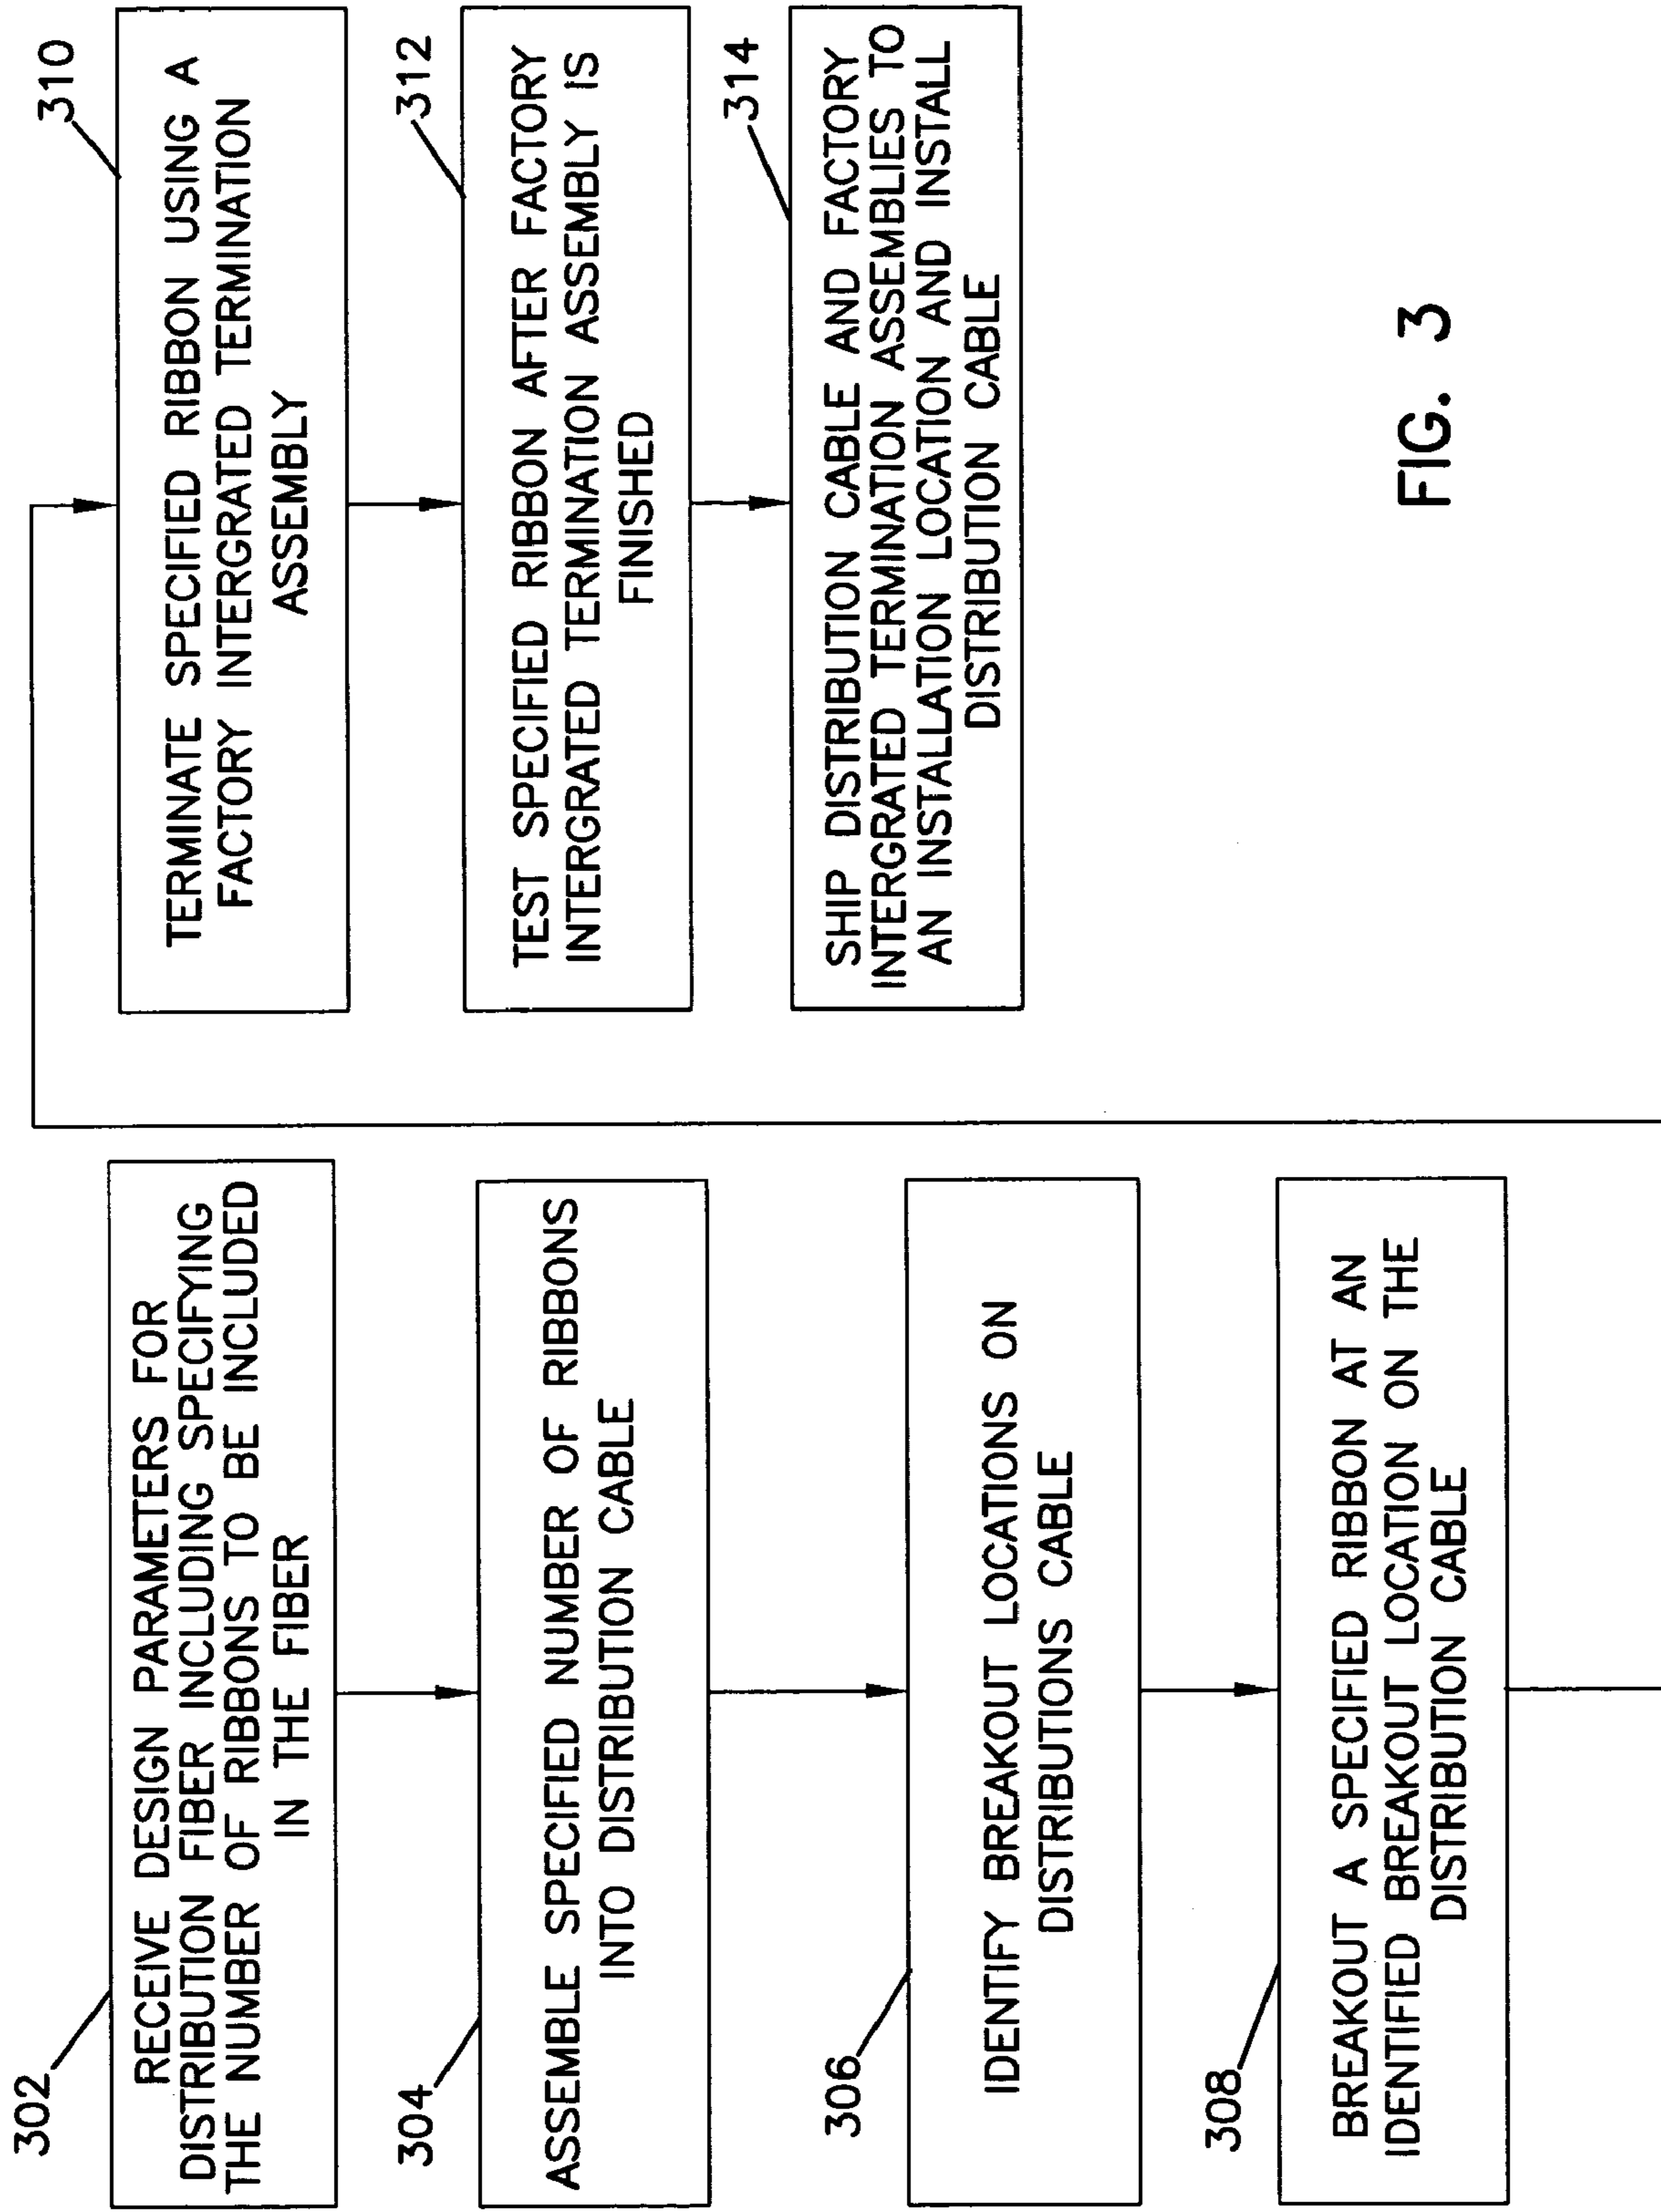 302
RECEIVE DESIGN PARAMETERS FOR
DISTRIBUTION FIBER INCLUDING SPECIFYING
THE NUMBER OF RIBBONS TO BE INCLUDED
IN THE FIBER
304
ASSEMBLE SPECIFIED NUMBER OF RIBBONS
INTO DISTRIBUTION CABLE
306
IDENTIFY BREAKOUT LOCATIONS ON
DISTRIBUTIONS CABLE
308
BREAKOUT A SPECIFIED RIBBON AT AN
IDENTIFIED BREAKOUT LOCATION ON THE
DISTRIBUTION CABLE
310
TERMINATE SPECIFIED RIBBON USING A
FACTORY INTERGRATED TERMINATION
ASSEMBLY
312
TEST SPECIFIED RIBBON AFTER FACTORY
INTERGRATED TERMINATION ASSEMBLY IS
FINISHED
314
SHIP DISTRIBUTION CABLE AND FACTORY
INTERGRATED TERMINATION ASSEMBLIES TO
AN INSTALLATION LOCATION AND INSTALL
DISTRIBUTION CABLE
FIG. 3